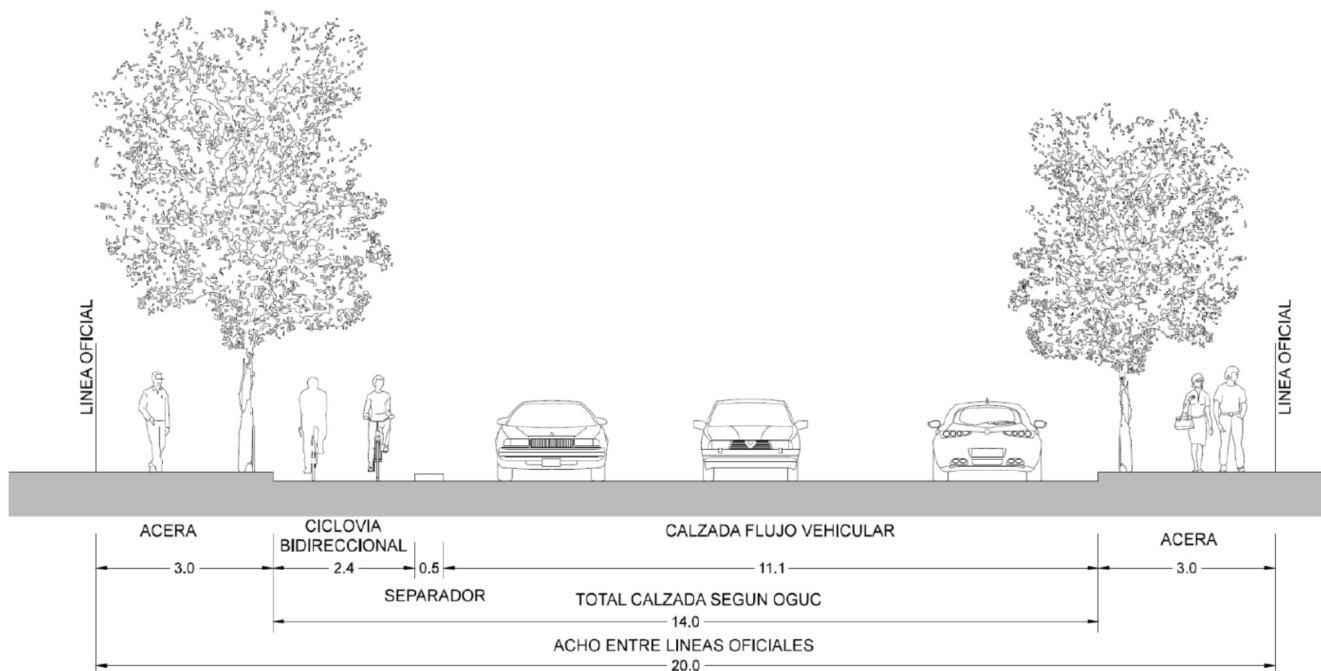 LINEA OFICIAL
LINEA OFICIAL
ACERA
CICLOVIA
BIDIRECCIONAL
CALZADA FLUJO VEHICULAR
ACERA
3.0
2.4
0.5
11.1
3.0
SEPARADOR
TOTAL CALZADA SEGUN OGUC
14.0
ACHO ENTRE LINEAS OFICIALES
20.0